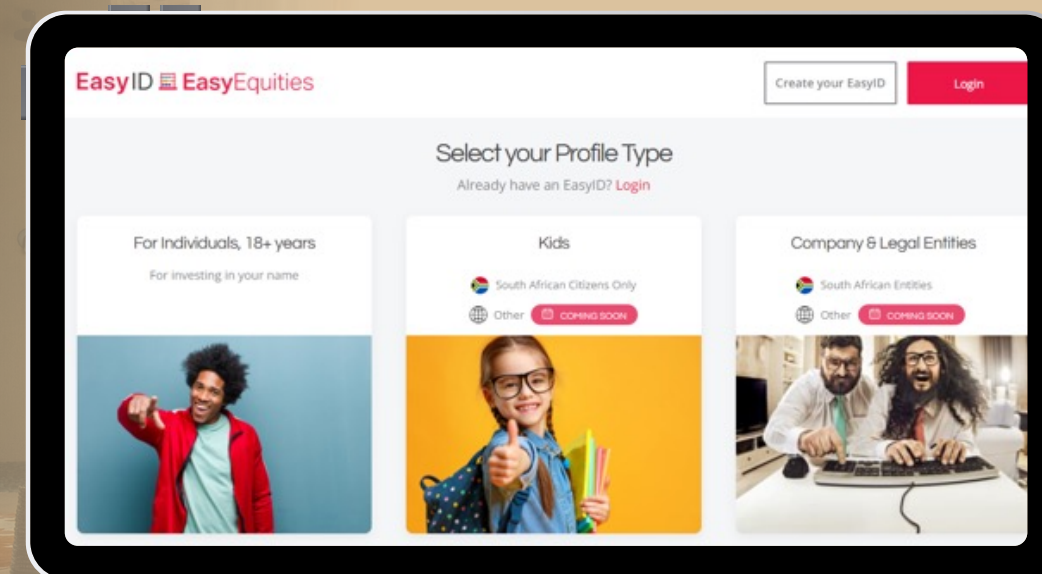 EasyID EasyEquities
Create your EasyID
Login
Select your Profile Type
Already have an EasyID? Login
For Individuals, 18+ years
For investing in your name
Kids
South African Citizens Only
Other COMING SOON
Company & Legal Entities
South African Entities
Other COMING SOON